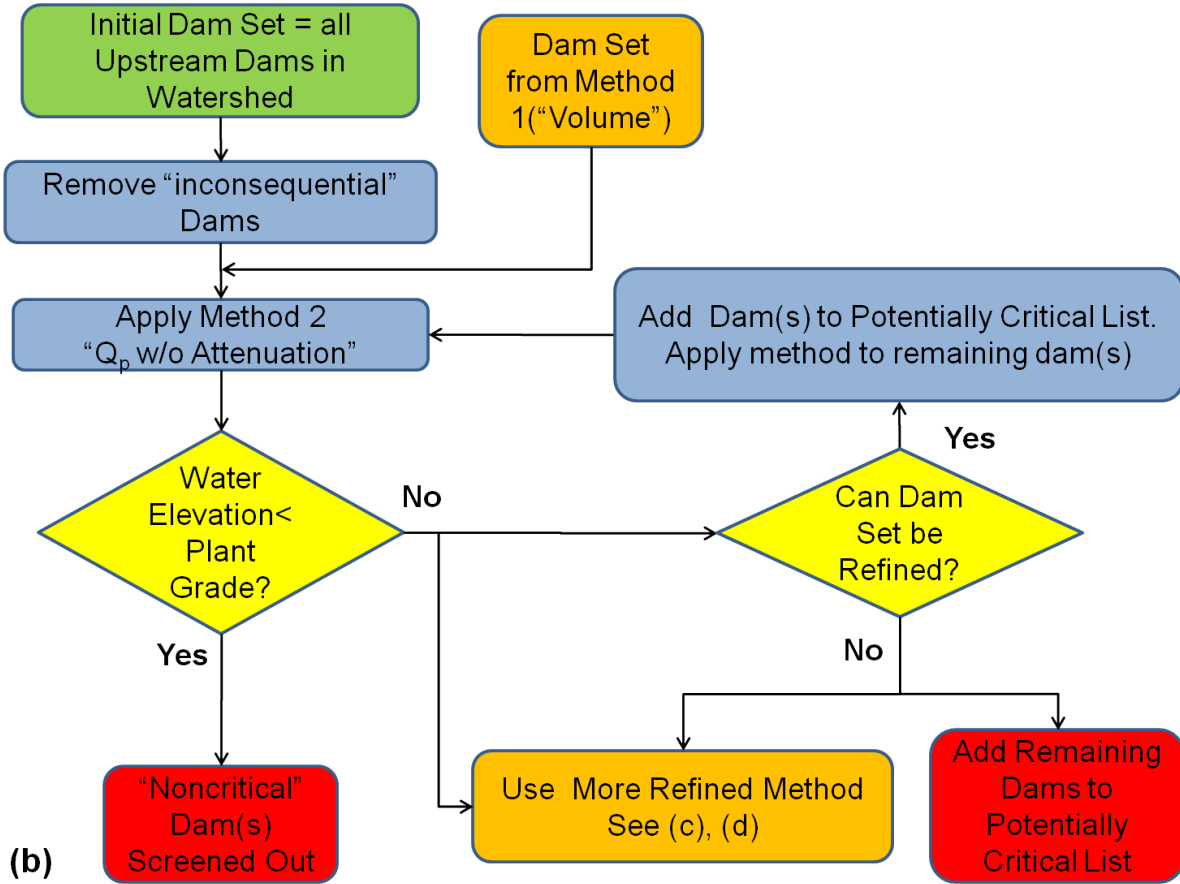 Initial Dam Set = all
Upstream Dams in
Watershed
Dam Set
from Method
1(“Volume”)
Remove “inconsequential”
Dams
Apply Method 2
“Qp w/o Attenuation”
Add Dam(s) to Potentially Critical List.
Apply method to remaining dam(s)
Yes
Water
Elevation<
Plant
Grade?
No
Can Dam
Set be
Refined?
Yes
No
“Noncritical”
Dam(s)
Screened Out
Use More Refined Method
See (c), (d)
Add Remaining
Dams to
Potentially
Critical List
(b)